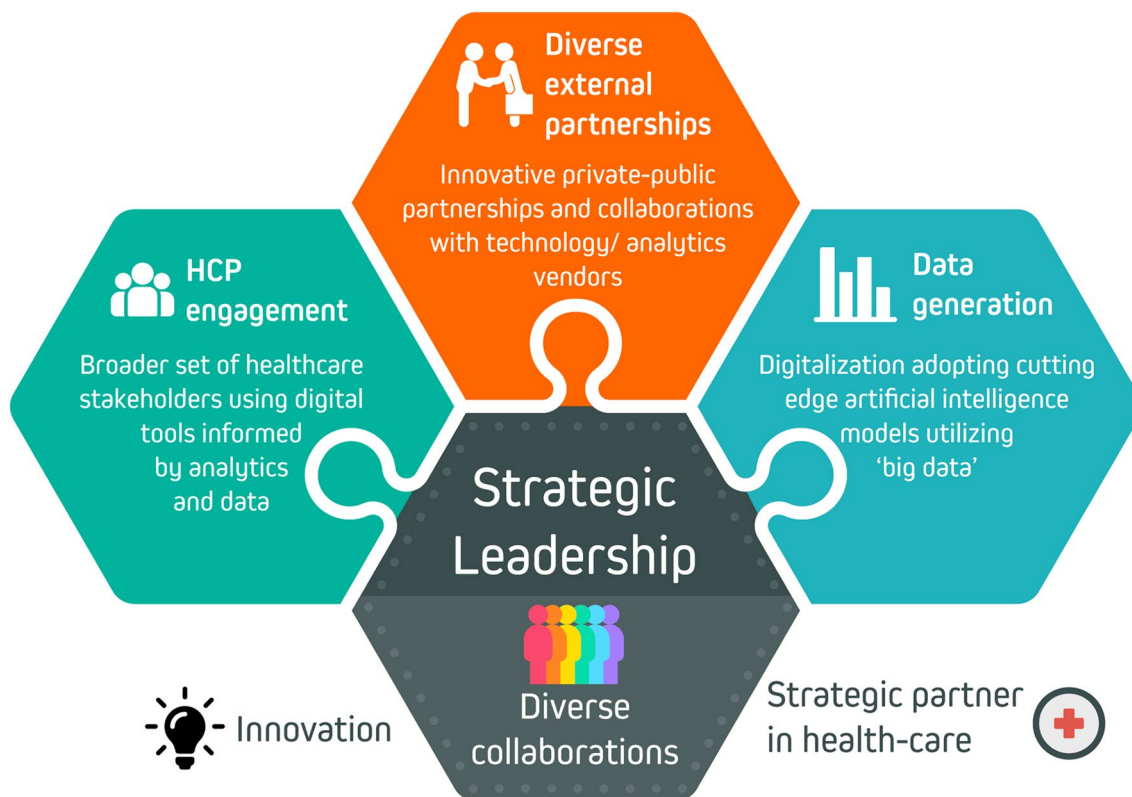 Diverse
external
partnerships
Innovative private-public
partnerships and collaborations
with technology/ analytics
vendors
HCP
engagement
Broader set of healthcare
stakeholders using digital
tools informed
by analytics
and data
Data
generation
Digitalization adopting cutting
edge artificial intelligence
models utilizing
‘big data’
Strategic
Leadership
Diverse
collaborations
Innovation
Strategic partner
in health-care